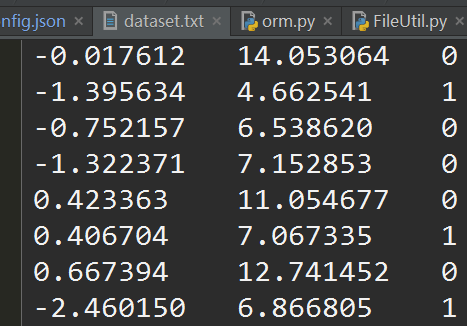 nfig.json × dataset.txt × orm.py × FileUtil.py
-0.017612 14.053064 0
-1.395634 4.662541 1
-0.752157 6.538620 0
-1.322371 7.152853 0
0.423363 11.054677 0
0.406704 7.067335 1
0.667394 12.741452 0
-2.460150 6.866805 1